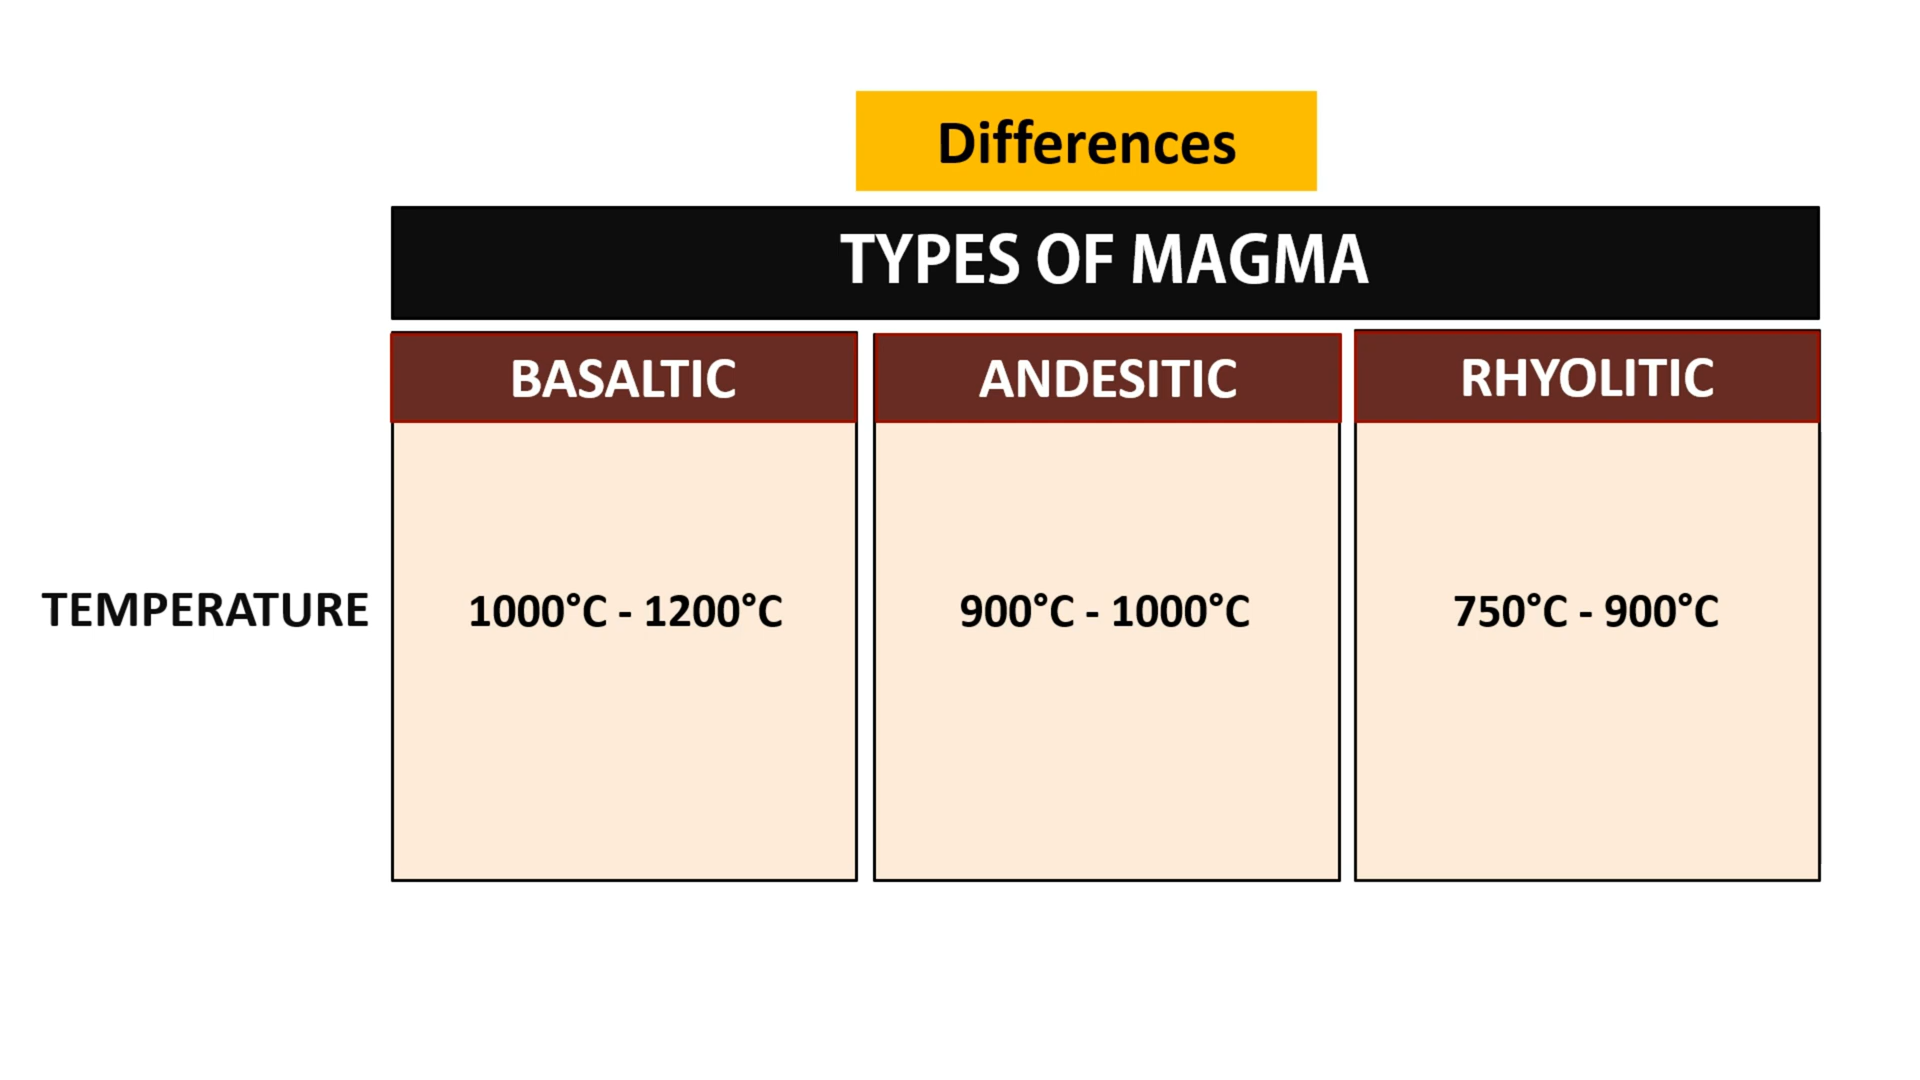 Differences
TYPES OF MAGMA
BASALTIC
ANDESITIC
RHYOLITIC
TEMPERATURE
1000°C - 1200°C
900°C - 1000°C
750°C - 900°C